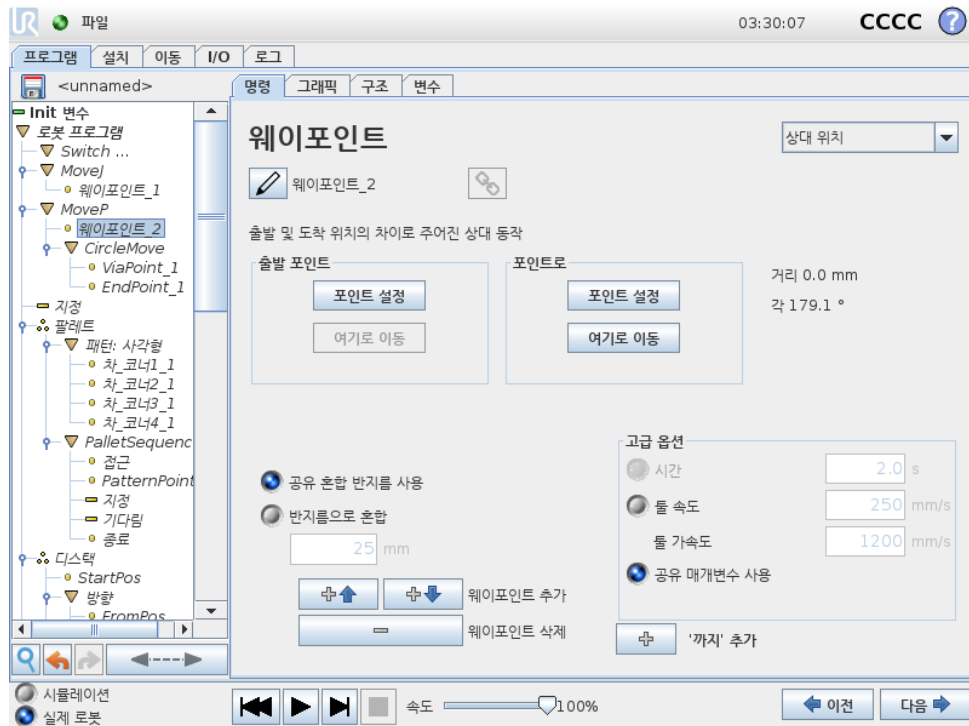 UR 파일 03:30:07 CCCC ?
프로그램 설치 이동 I/O 로그
<unnamed>
명령 그래픽 구조 변수
Init 변수
로봇 프로그램
Switch ...
MoveJ
웨이포인트_1
MoveP
웨이포인트_2
CircleMove
ViaPoint_1
EndPoint_1
지정
팔레트
패턴: 사각형
차_코너1_1
차_코너2_1
차_코너3_1
차_코너4_1
PalletSequenc
접근
PatternPoint
지정
기다림
종료
디스택
StartPos
방향
FromPos
웨이포인트
상대 위치
웨이포인트_2
출발 및 도착 위치의 차이로 주어진 상대 동작
출발 포인트
포인트 설정
여기로 이동
포인트로
포인트 설정
여기로 이동
거리 0.0 mm
각 179.1 °
공유 혼합 반지름 사용
반지름으로 혼합
25 mm
웨이포인트 추가
웨이포인트 삭제
고급 옵션
시간 2.0 s
툴 속도 250 mm/s
툴 가속도 1200 mm/s
공유 매개변수 사용
'까지' 추가
시뮬레이션
실제 로봇
속도 100%
이전 다음